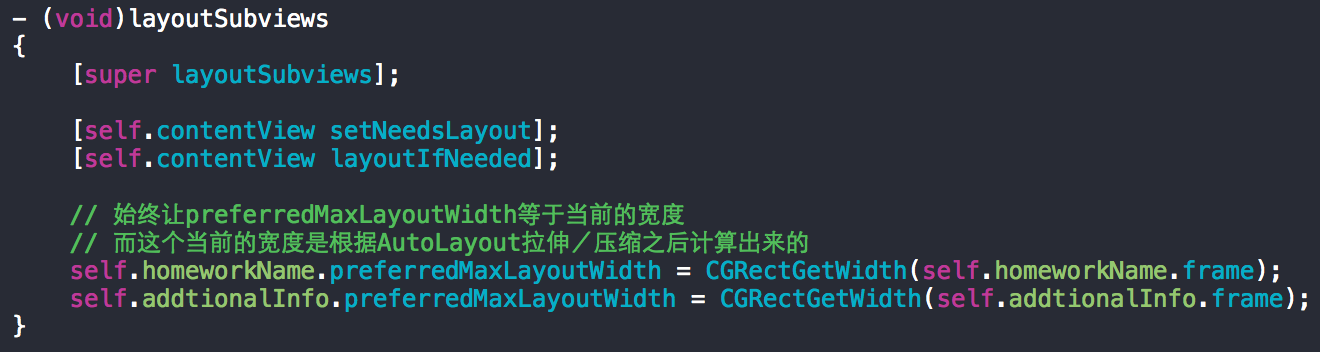 - (void)layoutSubviews
{
    [super layoutSubviews];

    [self.contentView setNeedsLayout];
    [self.contentView layoutIfNeeded];

    // 始终让preferredMaxLayoutWidth等于当前的宽度
    // 而这个当前的宽度是根据AutoLayout拉伸／压缩之后计算出来的
    self.homeworkName.preferredMaxLayoutWidth = CGRectGetWidth(self.homeworkName.frame);
    self.addtionalInfo.preferredMaxLayoutWidth = CGRectGetWidth(self.addtionalInfo.frame);
}